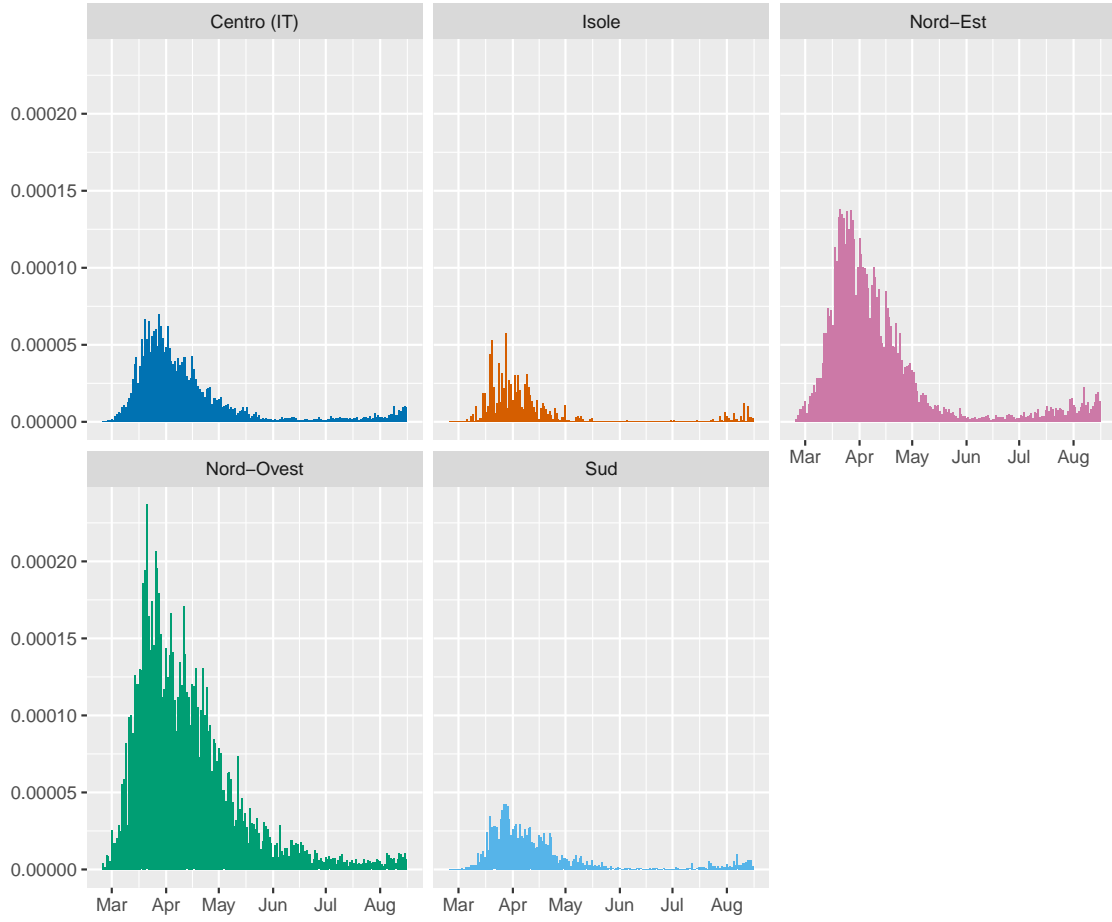 Centro (IT) Isole Nord−Est
0.00020
0.00015
0.00010
0.00005
0.00000
Mar Apr May Jun Jul Aug
Nord−Ovest Sud
0.00020
0.00015
0.00010
0.00005
0.00000
Mar Apr May Jun Jul Aug Mar Apr May Jun Jul Aug